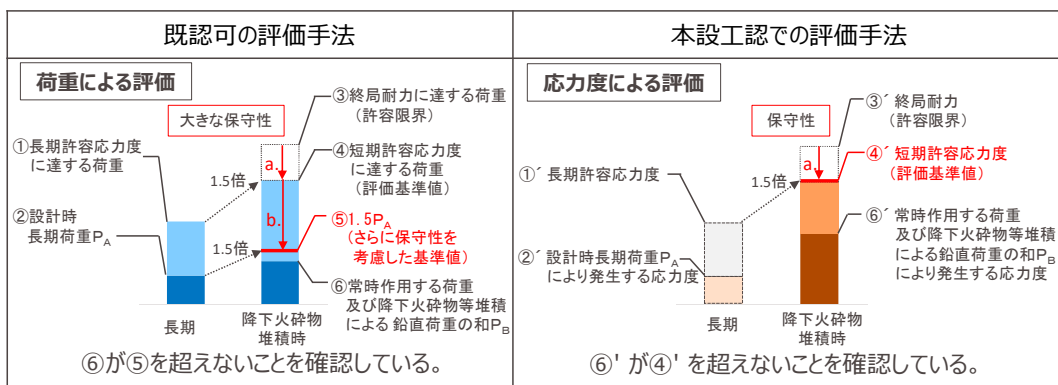 既認可の評価手法
荷重による評価
大きな保守性
③終局耐力に達する荷重
（許容限界）
①長期許容応力度
に達する荷重
a.
④短期許容応力度
に達する荷重
（評価基準値）
1.5倍
②設計時
長期荷重PA
b.
⑤1.5PA
（さらに保守性を
考慮した基準値）
1.5倍
⑥常時作用する荷重
及び降下火砕物等堆積
による鉛直荷重の和PB
長期
降下火砕物
堆積時
⑥が⑤を超えないことを確認している。
本設工認での評価手法
応力度による評価
保守性
③´終局耐力
（許容限界）
a.
④´短期許容応力度
（評価基準値）
①´長期許容応力度
1.5倍
⑥´常時作用する荷重
及び降下火砕物等堆積
による鉛直荷重の和PB
により発生する応力度
②´設計時長期荷重PA
により発生する応力度
長期
降下火砕物
堆積時
⑥' が④' を超えないことを確認している。